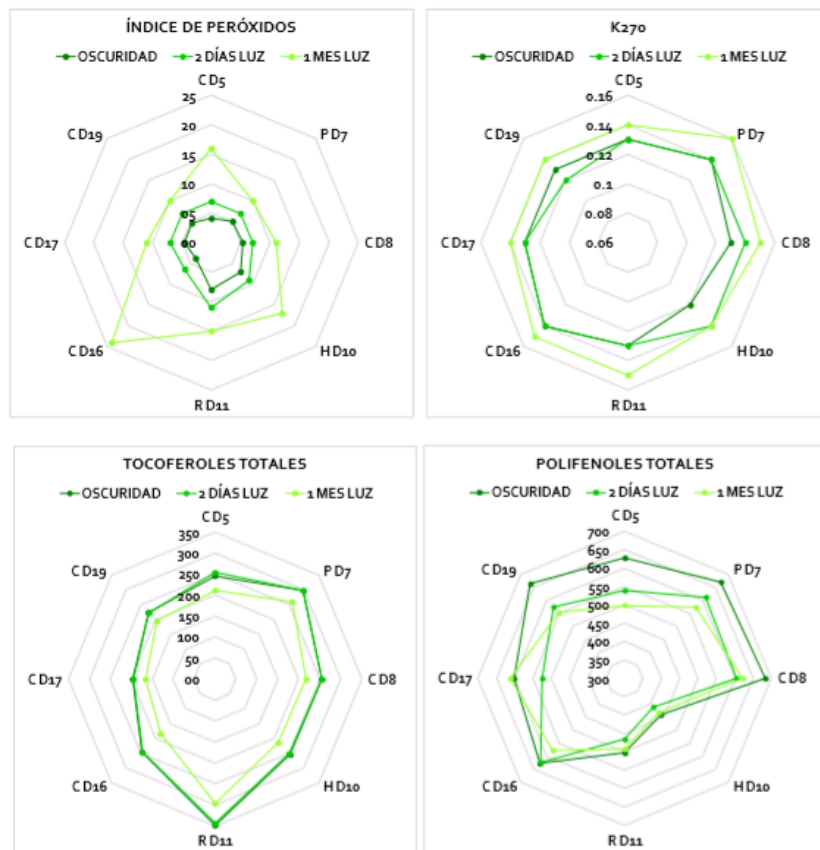 ÍNDICE DE PERÓXIDOS
OSCURIDAD 2 DÍAS LUZ 1 MES LUZ
CD5
25
20
15
10
5
00
PD7
CD8
HD10
RD11
CD16
CD17
CD19
K270
OSCURIDAD 2 DÍAS LUZ 1 MES LUZ
CD5
0.16
0.14
0.12
0.1
0.08
0.06
PD7
CD8
HD10
RD11
CD16
CD17
CD19
TOCOFEROLES TOTALES
OSCURIDAD 2 DÍAS LUZ 1 MES LUZ
CD5
350
300
250
200
150
100
50
00
PD7
CD8
HD10
RD11
CD16
CD17
CD19
POLIFENOLES TOTALES
OSCURIDAD 2 DÍAS LUZ 1 MES LUZ
CD5
700
650
600
550
500
450
400
350
300
PD7
CD8
HD10
RD11
CD16
CD17
CD19